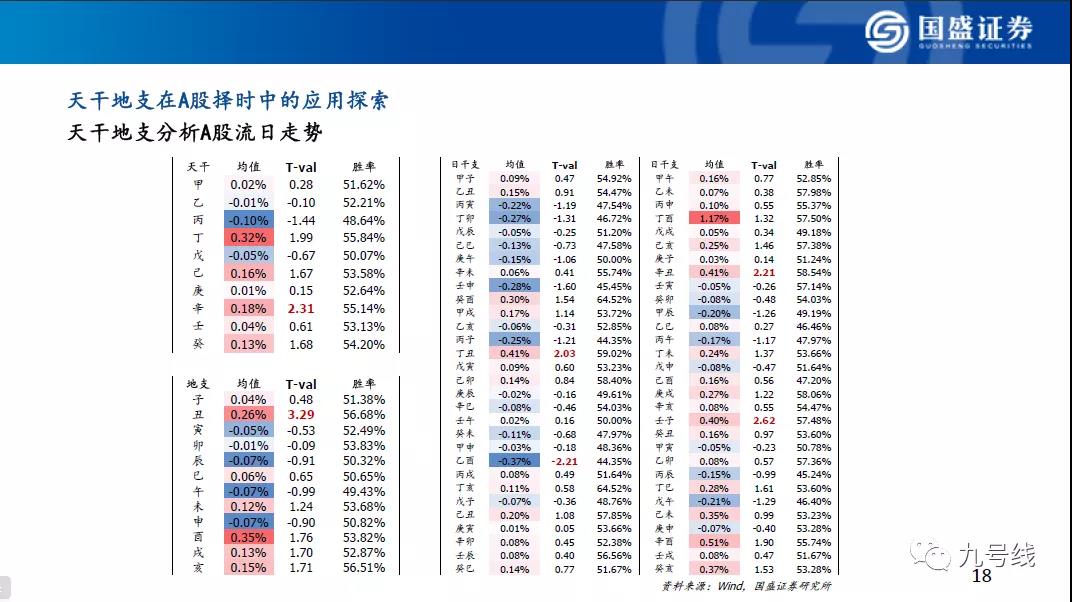 国盛证券
GUOSHENG SECURITIES
天干地支在A股择时中的应用探索
天干地支分析A股流日走势
天干 均值 T-val 胜率
甲 0.02% 0.28 51.62%
乙 -0.01% -0.10 52.21%
丙 -0.10% -1.44 48.64%
丁 0.32% 1.99 55.84%
戊 -0.05% -0.67 50.07%
己 0.16% 1.67 53.58%
庚 0.01% 0.15 52.64%
辛 0.18% 2.31 55.14%
壬 0.04% 0.61 53.13%
癸 0.13% 1.68 54.20%
地支 均值 T-val 胜率
子 0.04% 0.48 51.38%
丑 0.26% 3.29 56.68%
寅 -0.05% -0.53 52.49%
卯 -0.01% -0.09 53.83%
辰 -0.07% -0.91 50.32%
巳 0.06% 0.65 50.65%
午 -0.07% -0.99 49.43%
未 0.12% 1.24 53.68%
申 -0.07% -0.90 50.82%
酉 0.35% 1.76 53.82%
戌 0.13% 1.70 52.87%
亥 0.15% 1.71 56.51%
日干支 均值 T-val 胜率
甲子 0.09% 0.47 54.92%
乙丑 0.15% 0.91 54.47%
丙寅 -0.22% -1.19 47.54%
丁卯 -0.27% -1.31 46.72%
戊辰 -0.05% -0.25 51.20%
己巳 -0.13% -0.73 47.58%
庚午 -0.15% -1.06 50.00%
辛未 0.06% 0.41 55.74%
壬申 -0.28% -1.60 45.45%
癸酉 0.30% 1.54 64.52%
甲戌 0.17% 1.14 53.72%
乙亥 -0.06% -0.31 52.85%
丙子 -0.25% -1.21 44.35%
丁丑 0.41% 2.03 59.02%
戊寅 0.09% 0.60 53.23%
己卯 0.14% 0.84 58.40%
庚辰 -0.02% -0.16 49.61%
辛巳 -0.08% -0.46 54.03%
壬午 0.02% 0.16 50.00%
癸未 -0.11% -0.68 47.97%
甲申 -0.03% -0.18 48.36%
乙酉 -0.37% -2.21 44.35%
丙戌 0.08% 0.49 51.64%
丁亥 0.11% 0.58 64.52%
戊子 -0.07% -0.36 48.76%
己丑 0.20% 1.08 57.85%
庚寅 0.01% 0.05 53.66%
辛卯 0.08% 0.45 52.38%
壬辰 0.08% 0.40 56.56%
癸巳 0.14% 0.77 51.67%
日干支 均值 T-val 胜率
甲午 0.16% 0.77 52.85%
乙未 0.07% 0.38 57.98%
丙申 0.10% 0.55 55.37%
丁酉 1.17% 1.32 57.50%
戊戌 0.05% 0.34 49.18%
己亥 0.25% 1.46 57.38%
庚子 0.03% 0.14 51.24%
辛丑 0.41% 2.21 58.54%
壬寅 -0.05% -0.26 57.14%
癸卯 -0.08% -0.48 54.03%
甲辰 -0.20% -1.26 49.19%
乙巳 0.08% 0.27 46.46%
丙午 -0.17% -1.17 47.97%
丁未 0.24% 1.37 53.66%
戊申 -0.08% -0.47 51.64%
己酉 0.16% 0.56 47.20%
庚戌 0.27% 1.22 58.06%
辛亥 0.08% 0.55 54.47%
壬子 0.40% 2.62 57.48%
癸丑 0.16% 0.97 53.60%
甲寅 -0.05% -0.23 50.78%
乙卯 0.08% 0.57 57.36%
丙辰 -0.15% -0.99 45.24%
丁巳 0.28% 1.61 53.60%
戊午 -0.21% -1.29 46.40%
己未 0.35% 0.99 53.23%
庚申 -0.07% -0.40 53.28%
辛酉 0.51% 1.90 55.74%
壬戌 0.08% 0.47 51.67%
癸亥 0.37% 1.53 53.28%
资料来源：Wind，国盛证券研究所
九号线
18